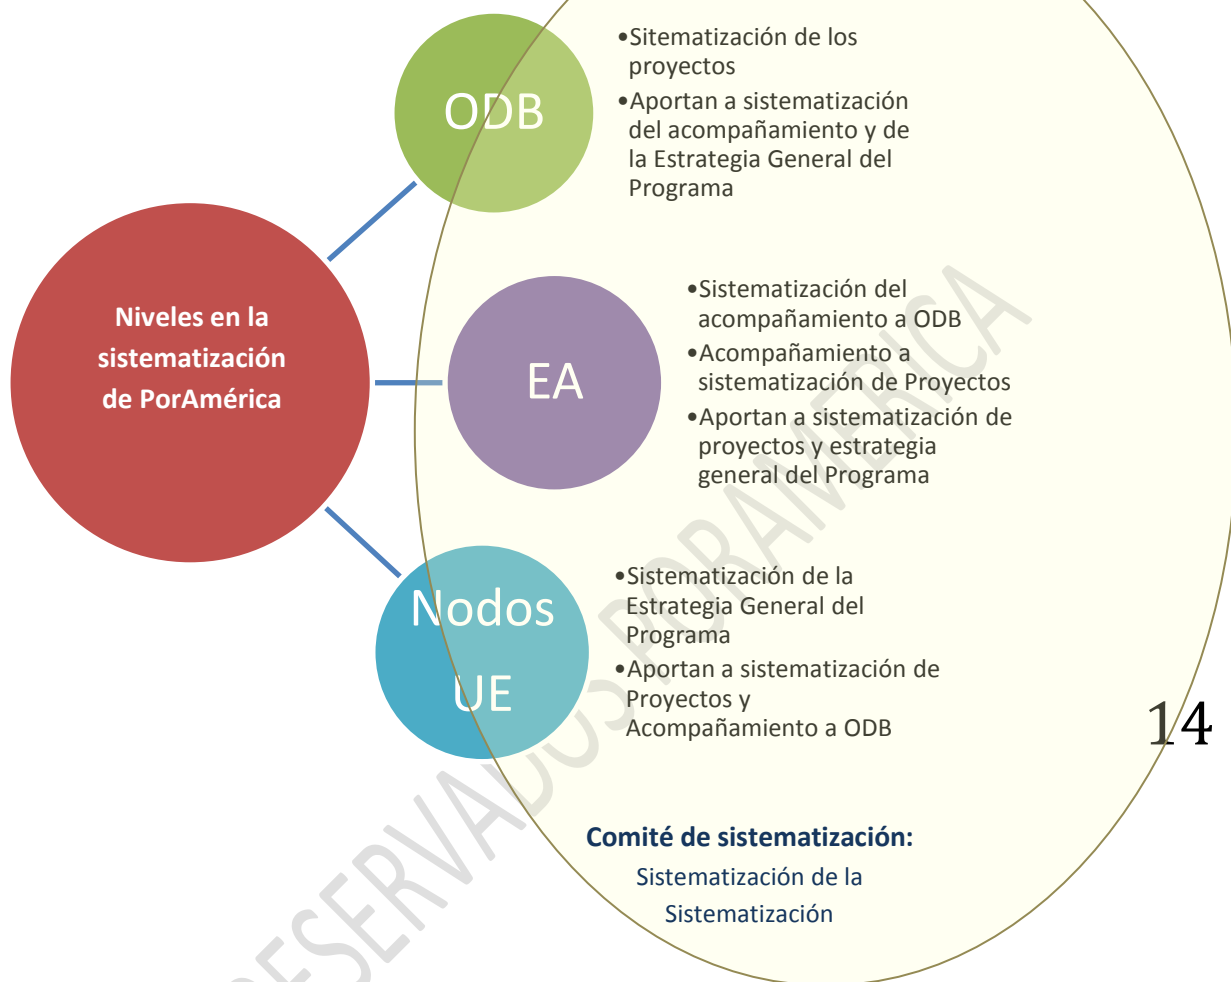 •Sitematización de los
proyectos
•Aportan a sistematización
del acompañamiento y de
la Estrategia General del
Programa
ODB
Niveles en la
sistematización
de PorAmérica
EA
•Sistematización del
acompañamiento a ODB
•Acompañamiento a
sistematización de Proyectos
•Aportan a sistematización de
proyectos y estrategia
general del Programa
Nodos
UE
•Sistematización de la
Estrategia General del
Programa
•Aportan a sistematización de
Proyectos y
Acompañamiento a ODB
14
Comité de sistematización:
Sistematización de la
Sistematización
RESERVADOS PORAMERICA